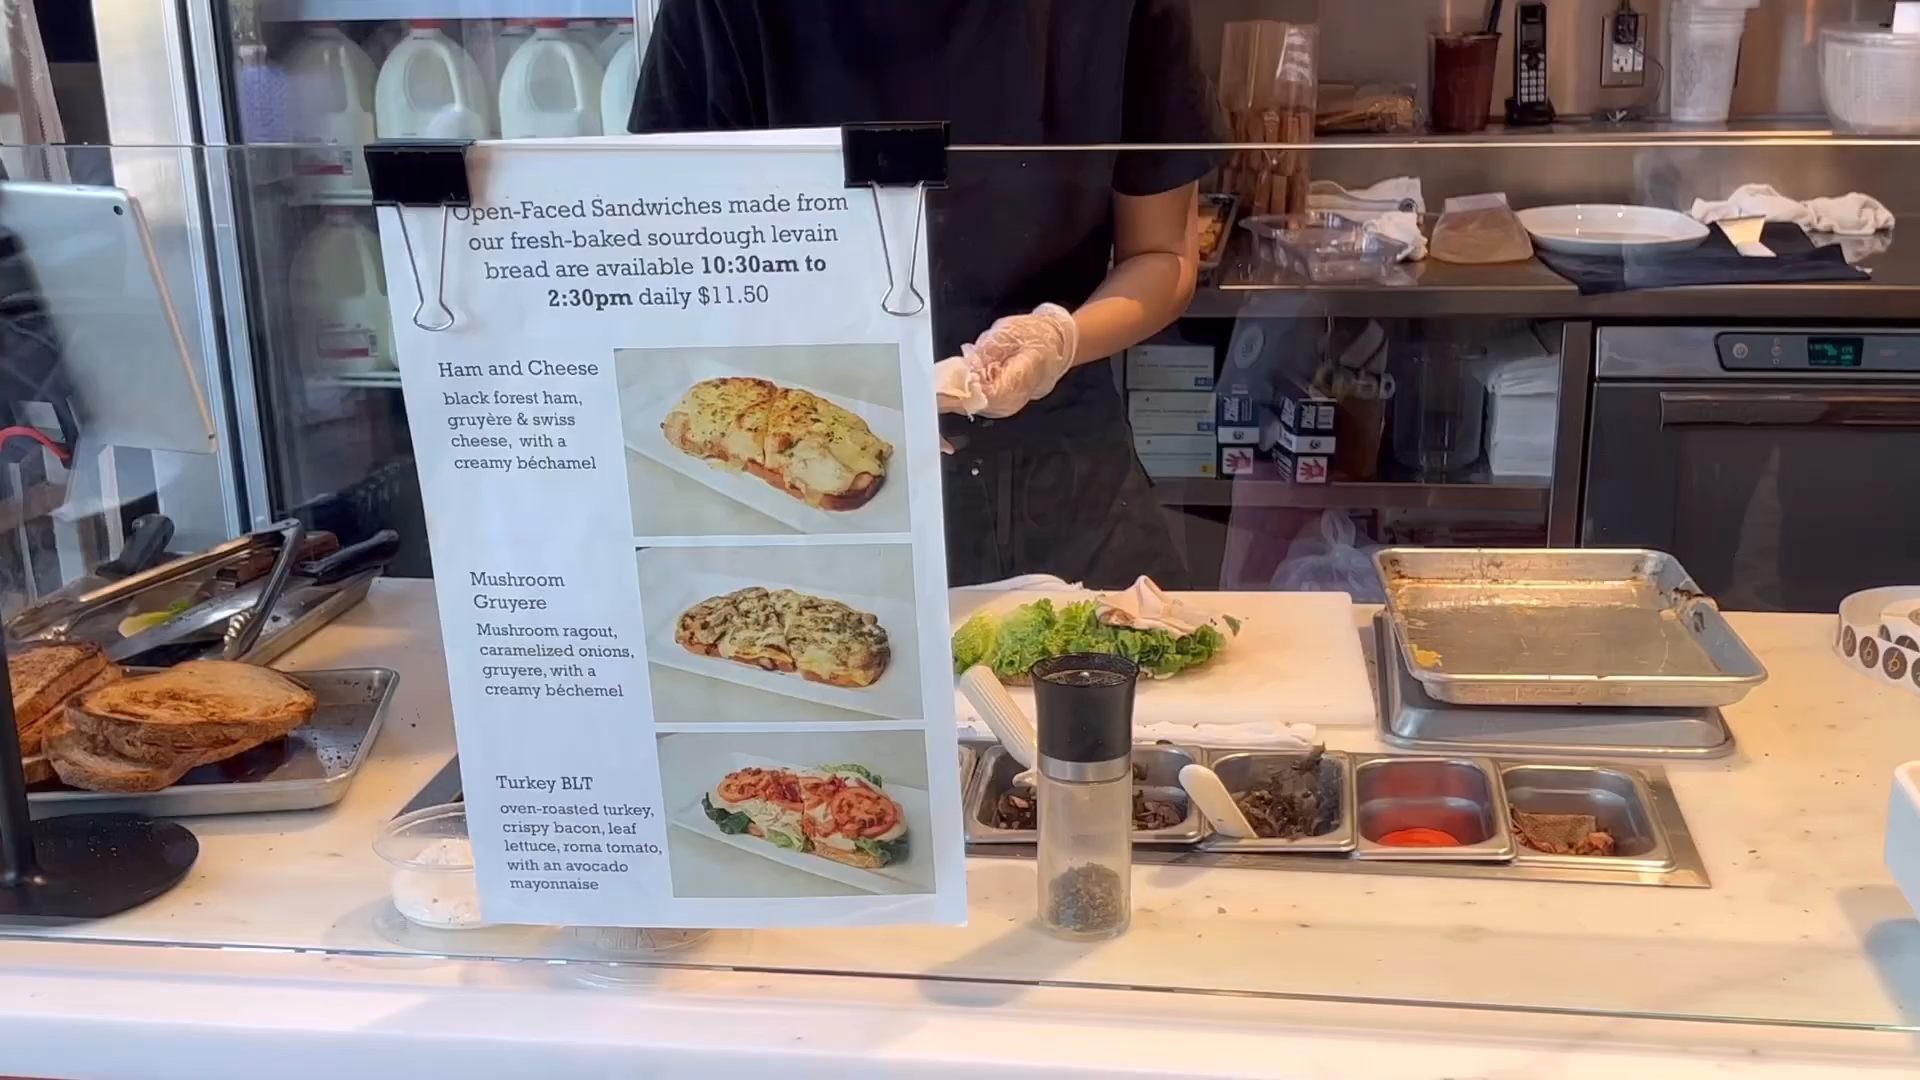 Open-Faced Sandwiches made from
our fresh-baked sourdough levain
bread are available 10:30am to
2:30pm daily $11.50
Ham and Cheese
black forest ham,
gruyère & swiss
cheese, with a
creamy béchamel
Mushroom
Gruyere
Mushroom ragout,
caramelized onions,
gruyere, with a
creamy béchemel
Turkey BLT
oven-roasted turkey,
crispy bacon, leaf
lettuce, roma tomato,
with an avocado
mayonnaise